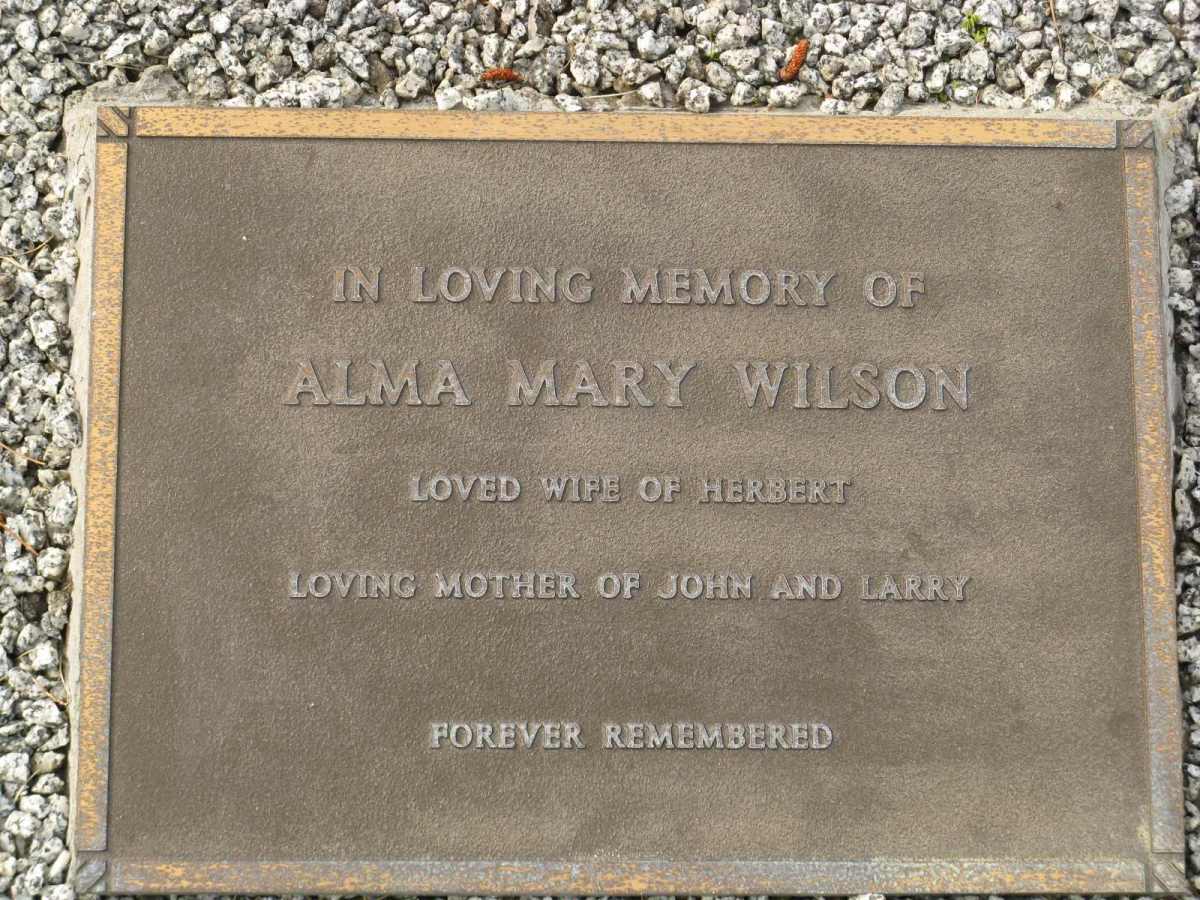 IN LOVING MEMORY OF
ALMA MARY WILSON
LOVED WIFE OF HERBERT
LOVING MOTHER OF JOHN AND LARRY
FOREVER REMEMBERED